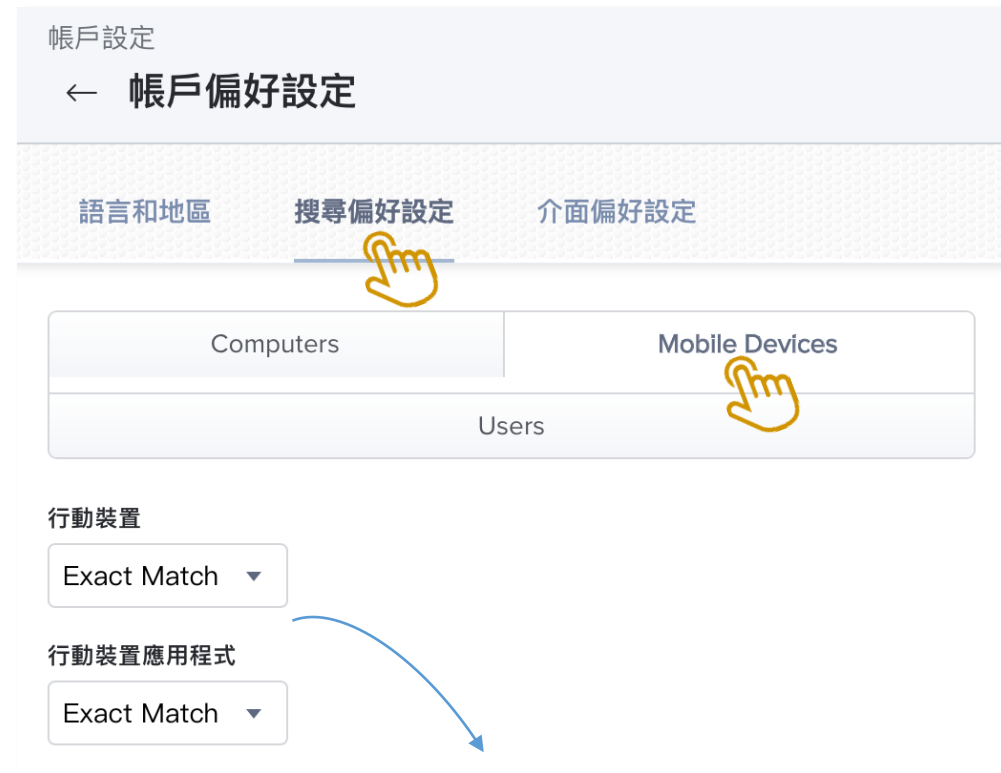 帳戶設定
← 帳戶偏好設定
語言和地區 搜尋偏好設定 介面偏好設定
Computers Mobile Devices
Users
行動裝置
Exact Match
行動裝置應用程式
Exact Match